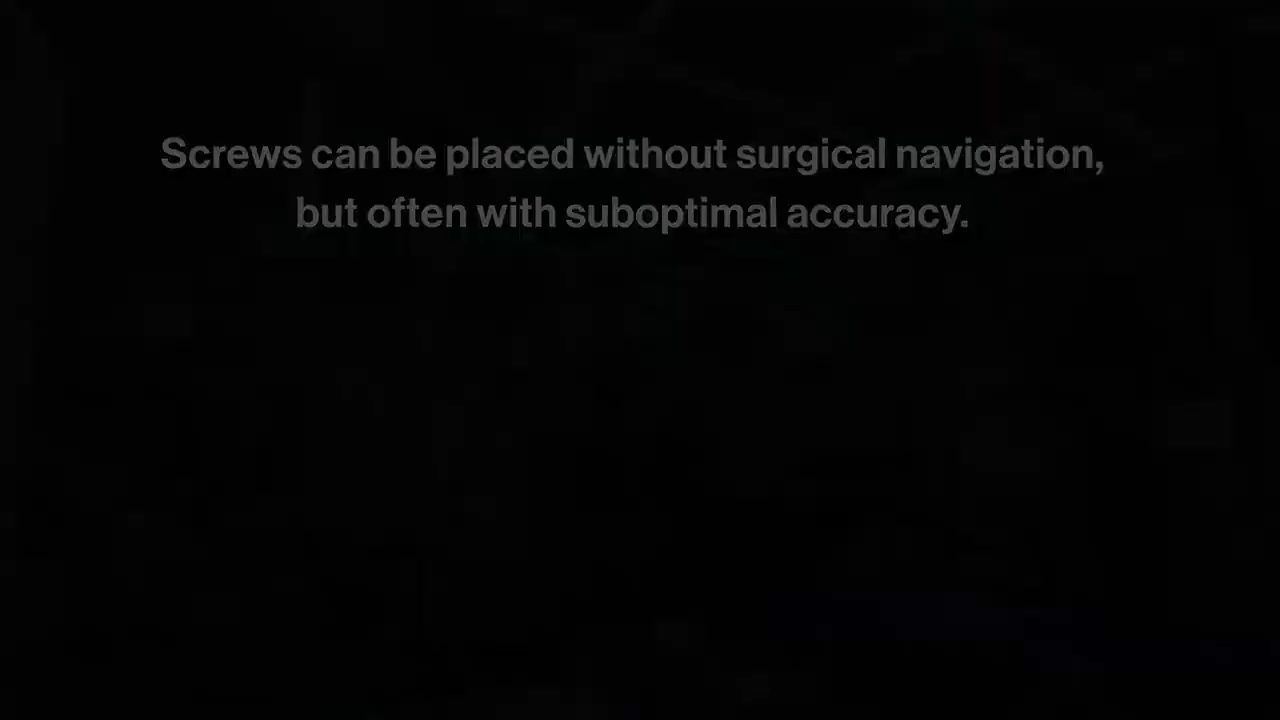 Screws can be placed without surgical navigation,
but often with suboptimal accuracy.